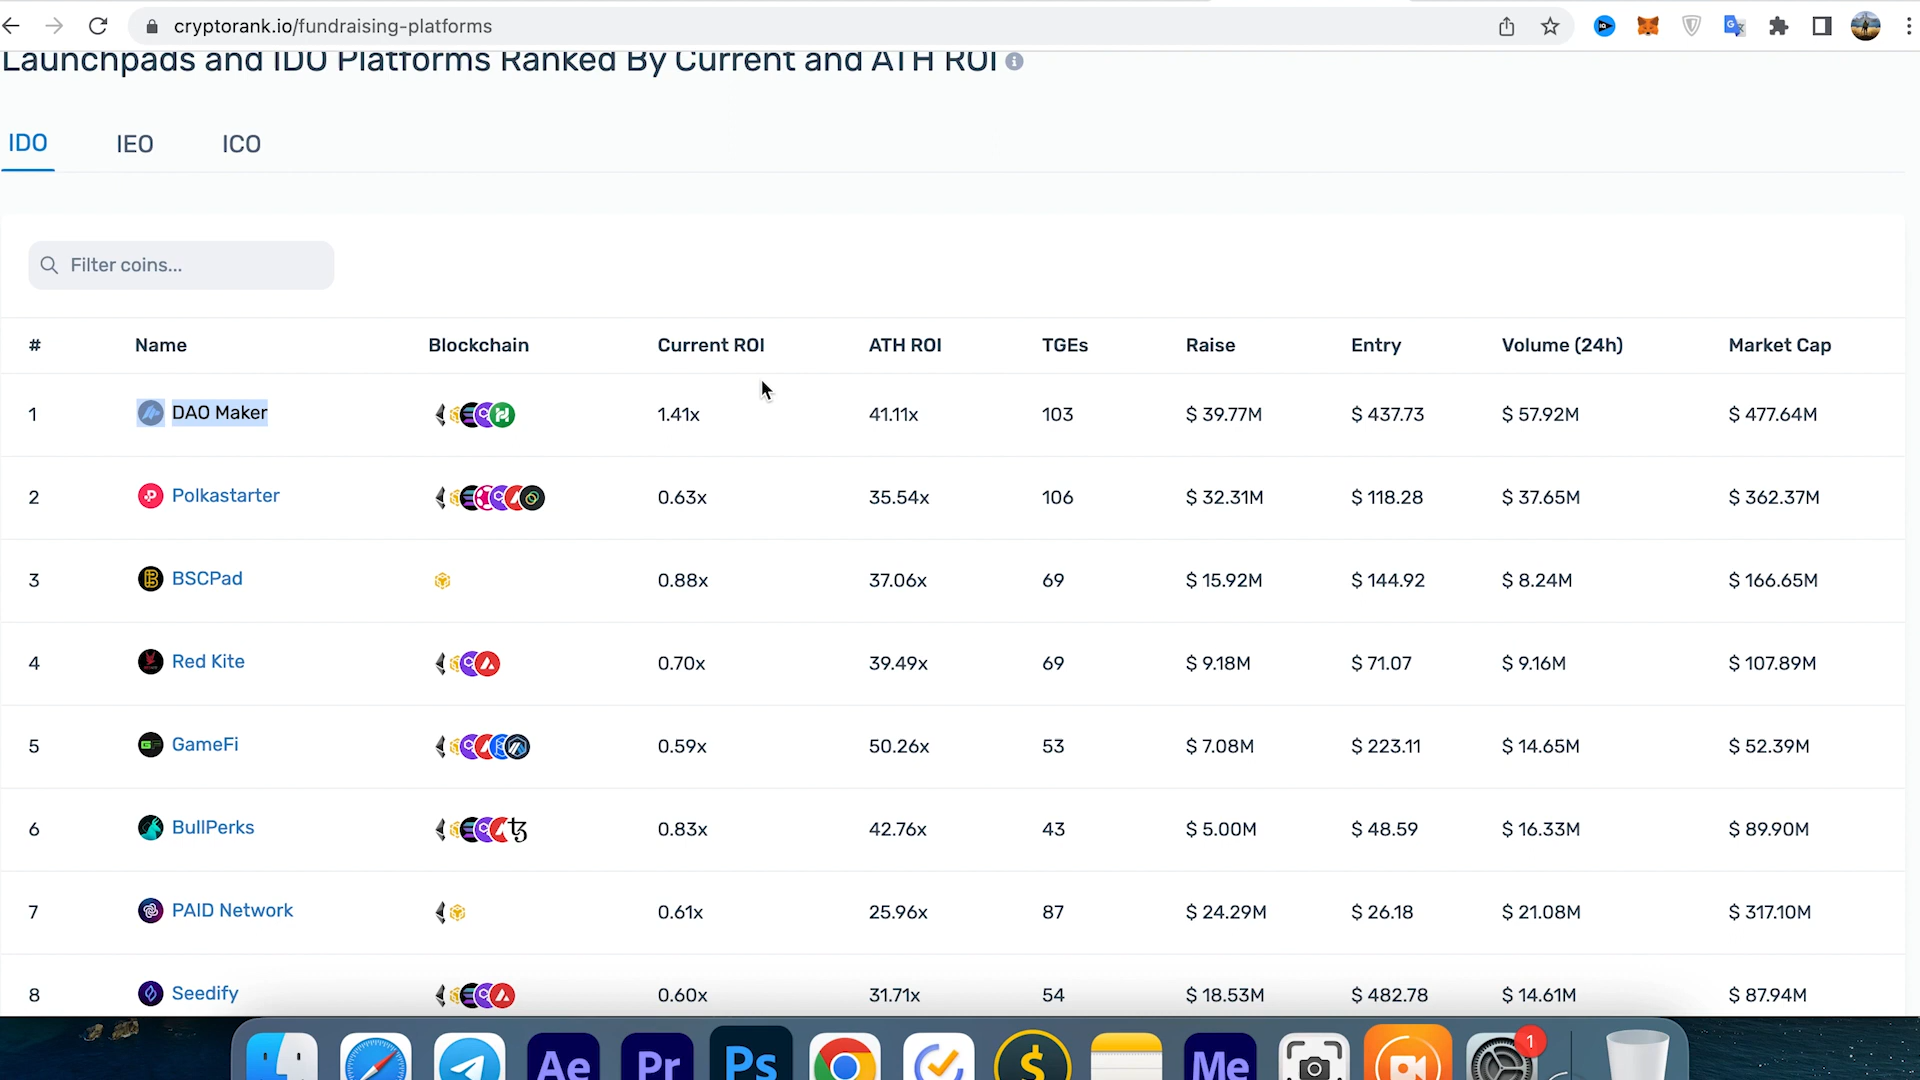 cryptorank.io/fundraising-platforms
Launchpads and IDO Platforms Ranked By Current and ATH ROI
IDO IEO ICO
Filter coins...
# Name Blockchain Current ROI ATH ROI TGEs Raise Entry Volume (24h) Market Cap
1 DAO Maker 1.41x 41.11x 103 $ 39.77M $ 437.73 $ 57.92M $ 477.64M
2 Polkastarter 0.63x 35.54x 106 $ 32.31M $ 118.28 $ 37.65M $ 362.37M
3 BSCPad 0.88x 37.06x 69 $ 15.92M $ 144.92 $ 8.24M $ 166.65M
4 Red Kite 0.70x 39.49x 69 $ 9.18M $ 71.07 $ 9.16M $ 107.89M
5 GameFi 0.59x 50.26x 53 $ 7.08M $ 223.11 $ 14.65M $ 52.39M
6 BullPerks 0.83x 42.76x 43 $ 5.00M $ 48.59 $ 16.33M $ 89.90M
7 PAID Network 0.61x 25.96x 87 $ 24.29M $ 26.18 $ 21.08M $ 317.10M
8 Seedify 0.60x 31.71x 54 $ 18.53M $ 482.78 $ 14.61M $ 87.94M
Ae Pr Ps $ Me 1